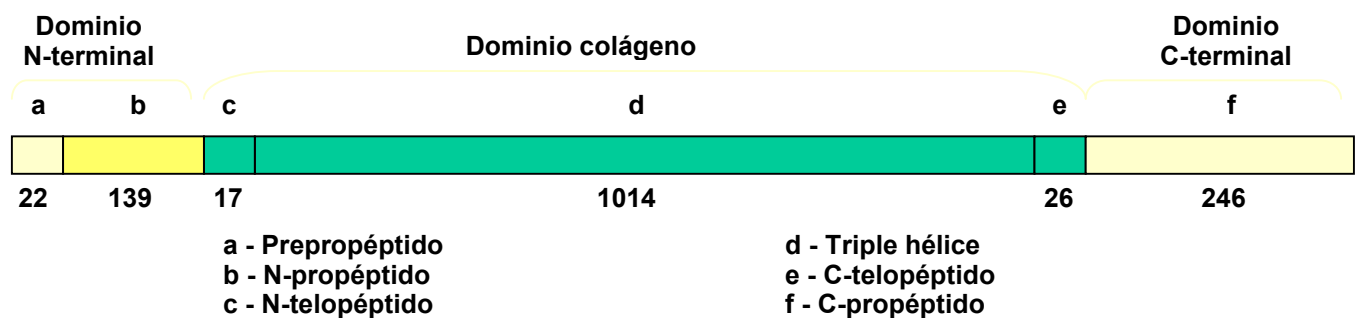 Dominio
N-terminal
Dominio colágeno
Dominio
C-terminal
a b c d e f
22 139 17 1014 26 246
a - Prepropéptido
b - N-propéptido
c - N-telopéptido
d - Triple hélice
e - C-telopéptido
f - C-propéptido